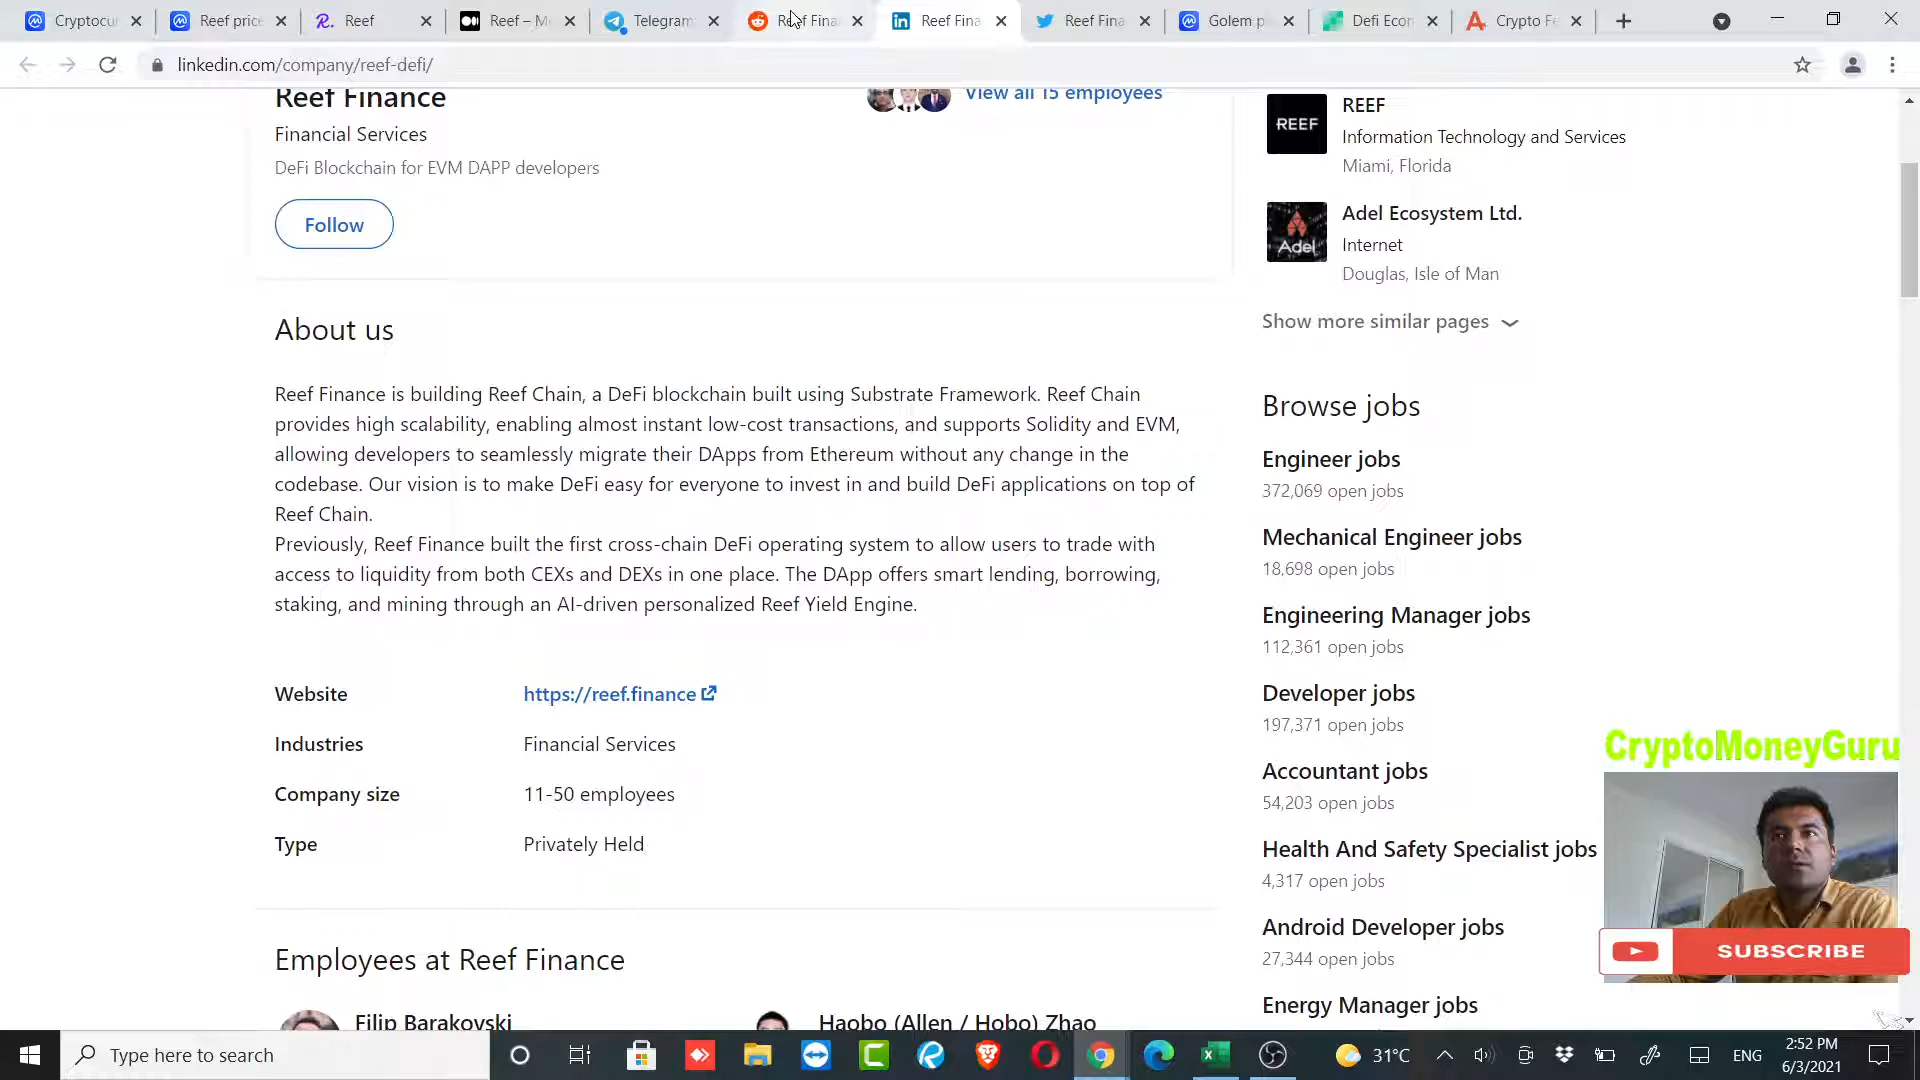 Cryptocur
Reef price
Reef
Reef – M
Telegram
Reef Fina
Reef Fina
Reef Fina
Golem p
Defi Econ
Crypto Fe
linkedin.com/company/reef-defi/
Reef Finance
View all 15 employees
Financial Services
DeFi Blockchain for EVM DAPP developers
Follow
About us
Reef Finance is building Reef Chain, a DeFi blockchain built using Substrate Framework. Reef Chain
provides high scalability, enabling almost instant low-cost transactions, and supports Solidity and EVM,
allowing developers to seamlessly migrate their DApps from Ethereum without any change in the
codebase. Our vision is to make DeFi easy for everyone to invest in and build DeFi applications on top of
Reef Chain.
Previously, Reef Finance built the first cross-chain DeFi operating system to allow users to trade with
access to liquidity from both CEXs and DEXs in one place. The DApp offers smart lending, borrowing,
staking, and mining through an AI-driven personalized Reef Yield Engine.
Website https://reef.finance
Industries Financial Services
Company size 11-50 employees
Type Privately Held
Employees at Reef Finance
Filip Barakovski
Haobo (Allen / Hobo) Zhao
REEF
REEF
Information Technology and Services
Miami, Florida
Adel
Adel Ecosystem Ltd.
Internet
Douglas, Isle of Man
Show more similar pages
Browse jobs
Engineer jobs
372,069 open jobs
Mechanical Engineer jobs
18,698 open jobs
Engineering Manager jobs
112,361 open jobs
Developer jobs
197,371 open jobs
Accountant jobs
54,203 open jobs
Health And Safety Specialist jobs
4,317 open jobs
Android Developer jobs
27,344 open jobs
Energy Manager jobs
CryptoMoneyGuru
SUBSCRIBE
Type here to search
31°C
ENG
2:52 PM
6/3/2021